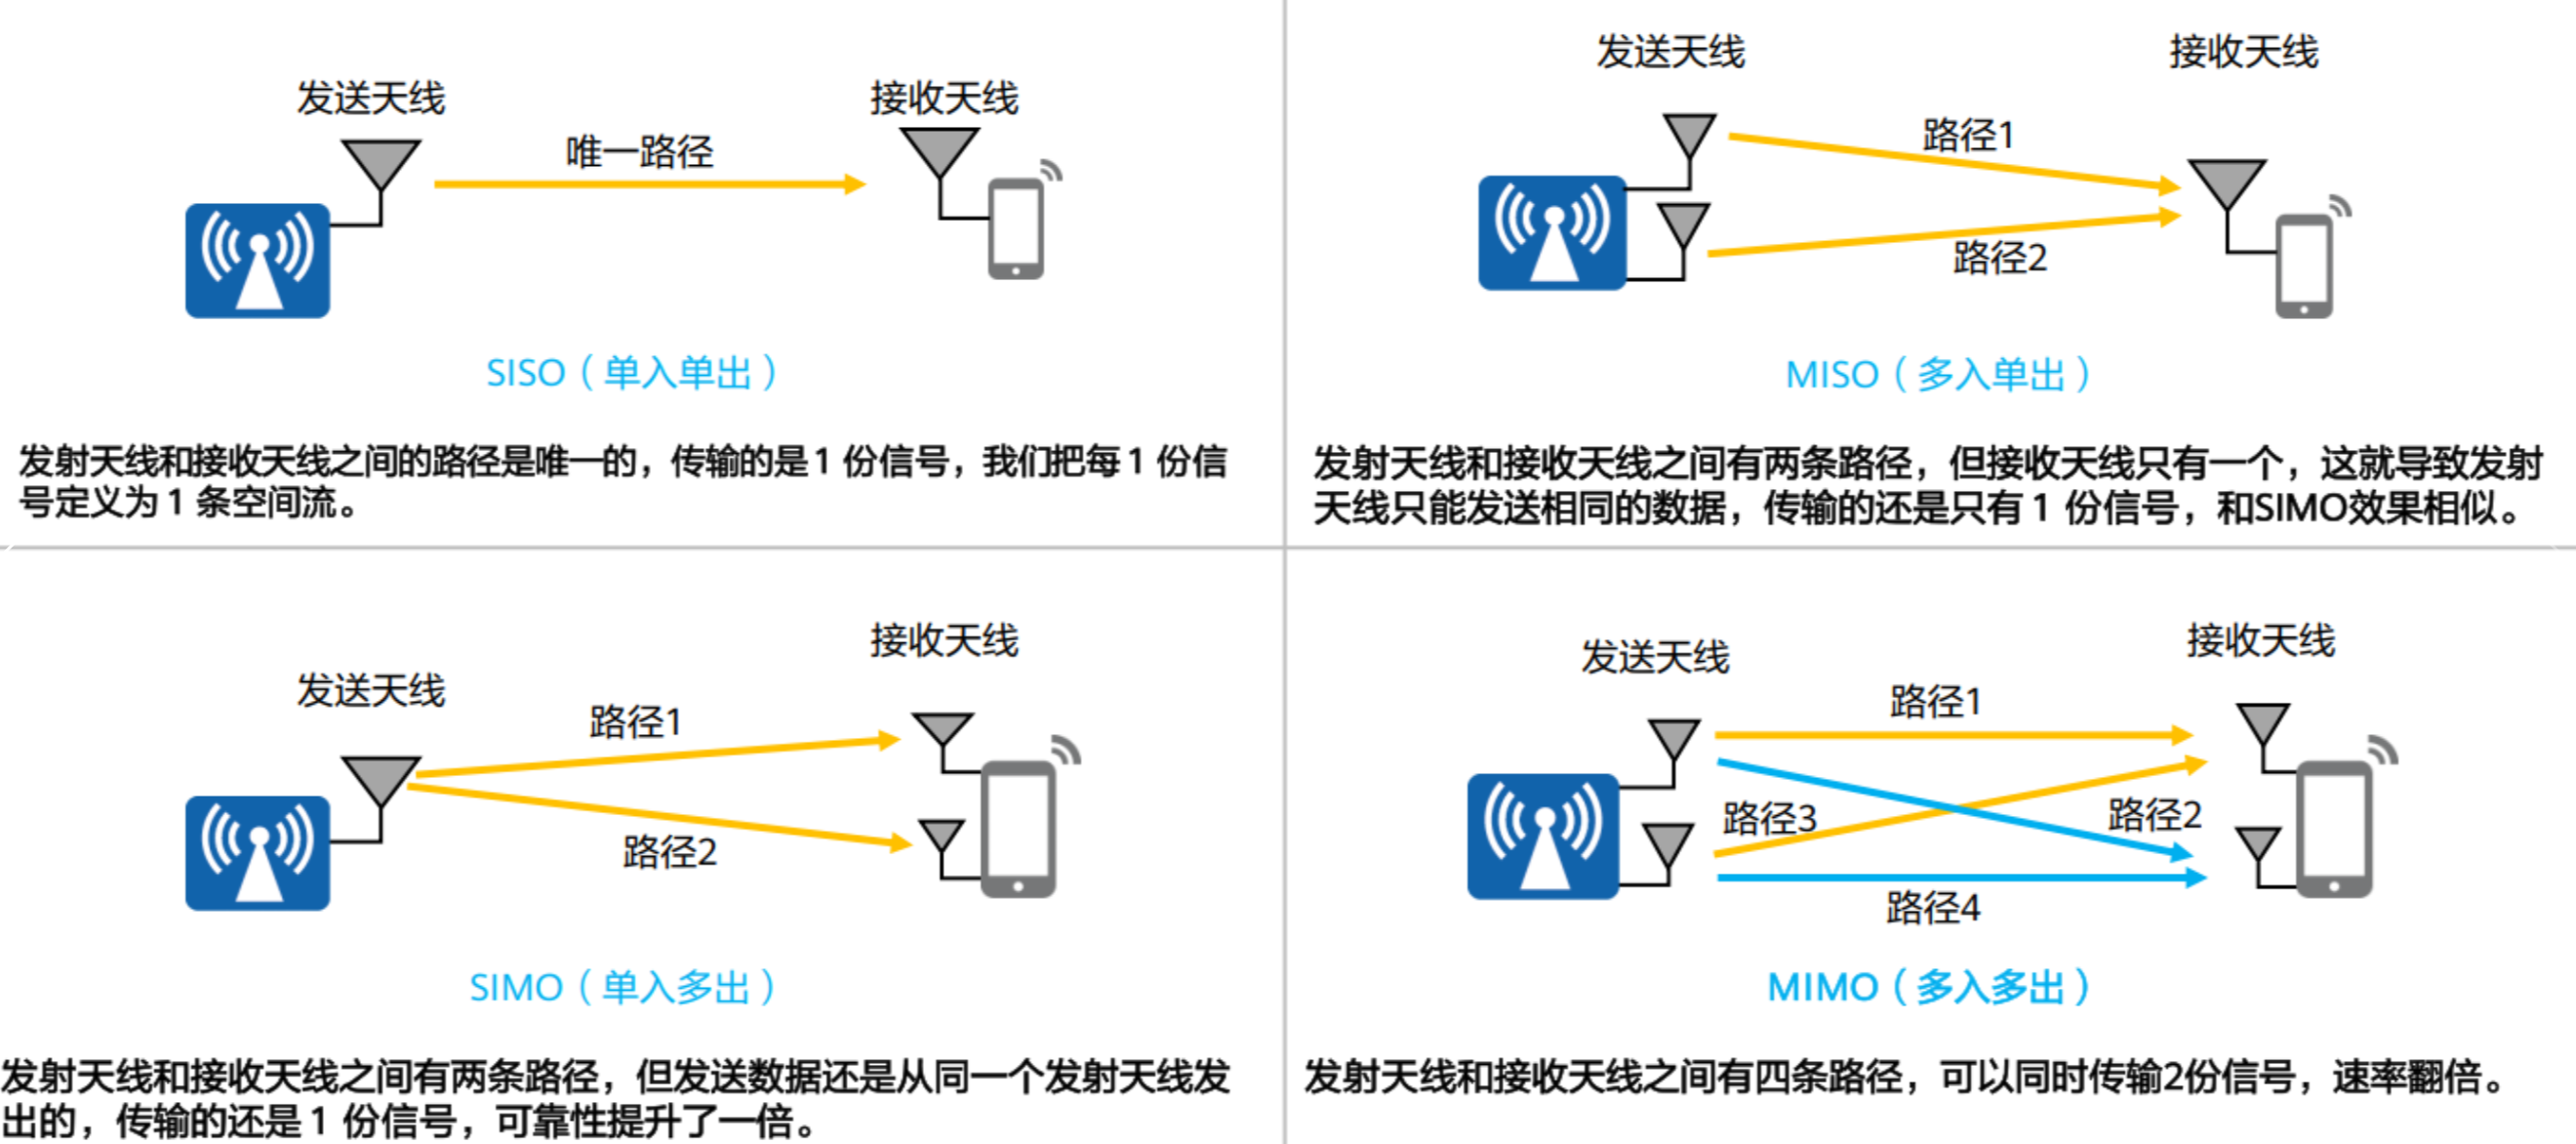 发送天线
接收天线
唯一路径
SISO（单入单出）
发射天线和接收天线之间的路径是唯一的，传输的是1 份信号，我们把每1 份信
号定义为1 条空间流。
发送天线
接收天线
路径1
路径2
MISO（多入单出）
发射天线和接收天线之间有两条路径，但接收天线只有一个，这就导致发射
天线只能发送相同的数据，传输的还是只有1 份信号，和SIMO效果相似。
发送天线
接收天线
路径1
路径2
SIMO（单入多出）
发射天线和接收天线之间有两条路径，但发送数据还是从同一个发射天线发
出的，传输的还是1 份信号，可靠性提升了一倍。
发送天线
接收天线
路径1
路径3
路径2
路径4
MIMO（多入多出）
发射天线和接收天线之间有四条路径，可以同时传输2份信号，速率翻倍。